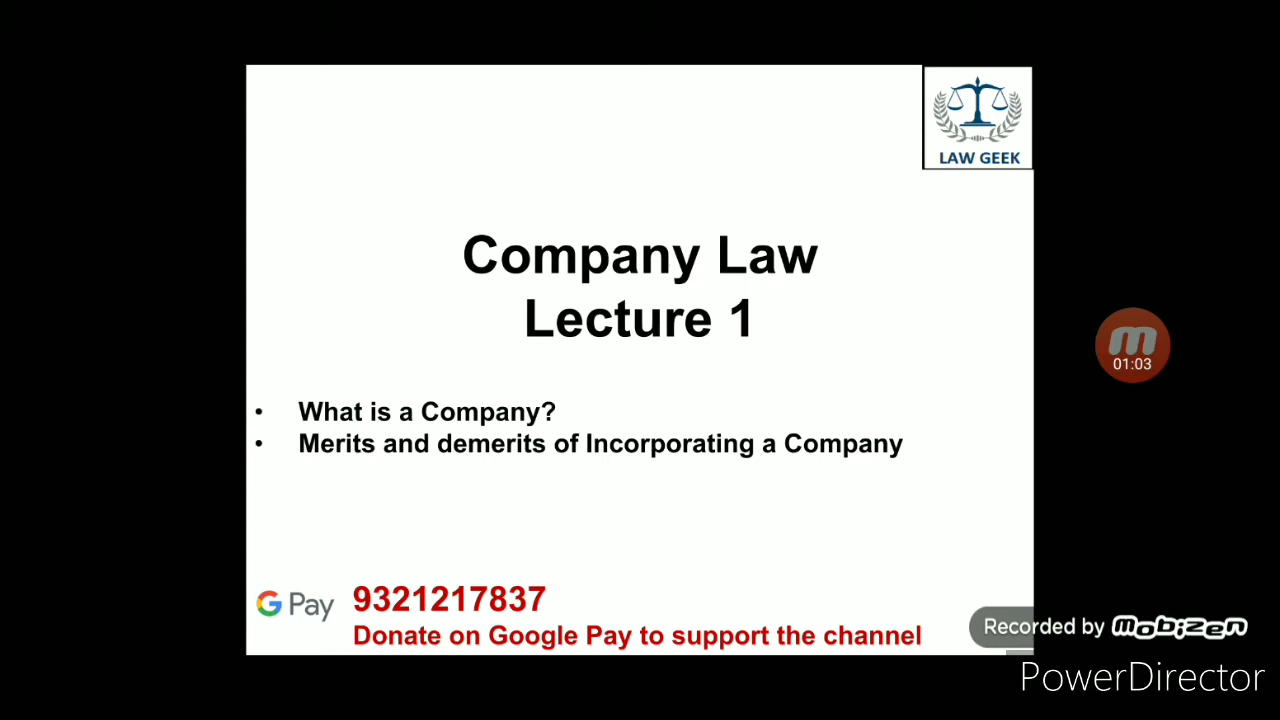 LAW GEEK
Company Law
Lecture 1
• What is a Company?
• Merits and demerits of Incorporating a Company
G Pay 9321217837
Donate on Google Pay to support the channel
m
01:03
Recorded by mobizen
PowerDirector